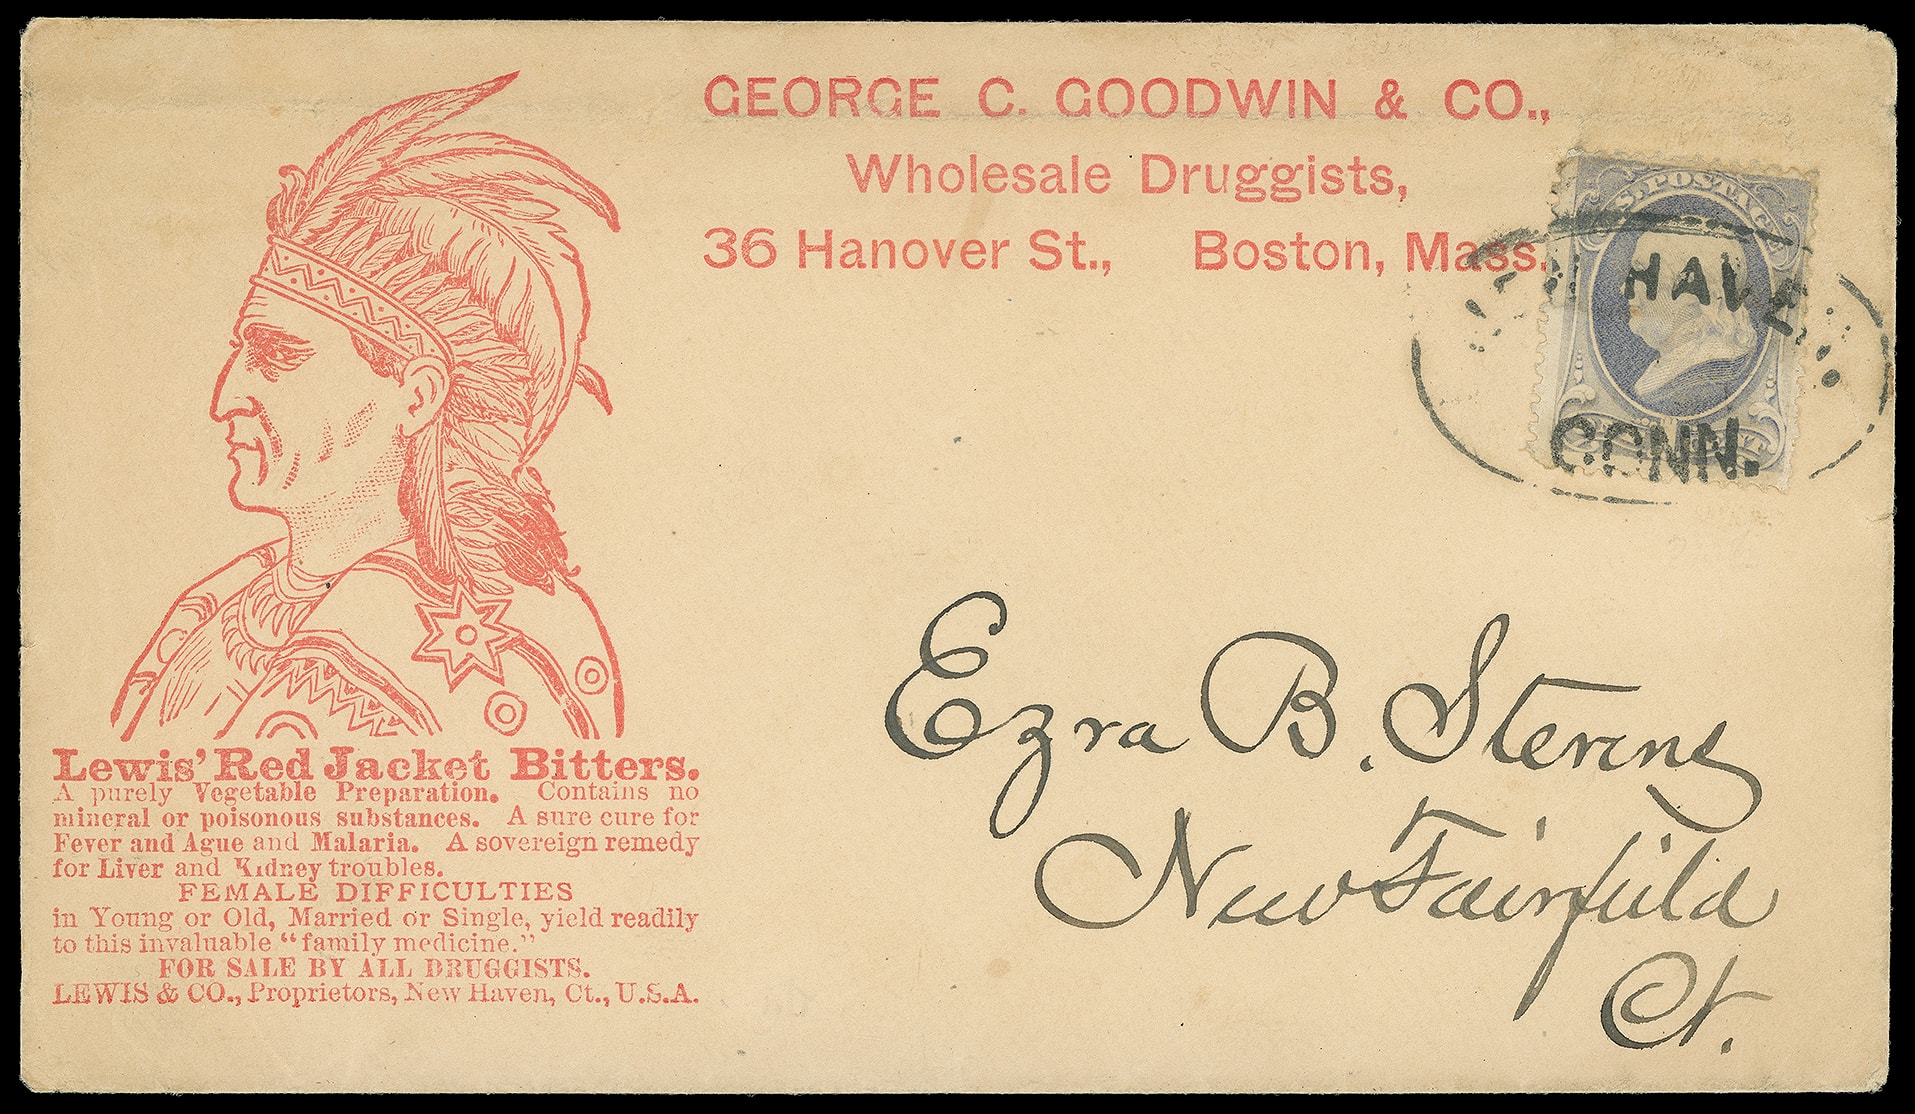 GEORGE C. GOODWIN & CO.,
Wholesale Druggists,
36 Hanover St., Boston, Mass.
U.S. POSTAGE
HAVE
CONN.
Ezra B. Stevens
New Fairfield
Ct.
Lewis' Red Jacket Bitters.
A purely Vegetable Preparation. Contains no
mineral or poisonous substances. A sure cure for
Fever and Ague and Malaria. A sovereign remedy
for Liver and Kidney troubles.
FEMALE DIFFICULTIES
in Young or Old, Married or Single, yield readily
to this invaluable "family medicine."
FOR SALE BY ALL DRUGGISTS.
LEWIS & CO., Proprietors, New Haven, Ct., U.S.A.